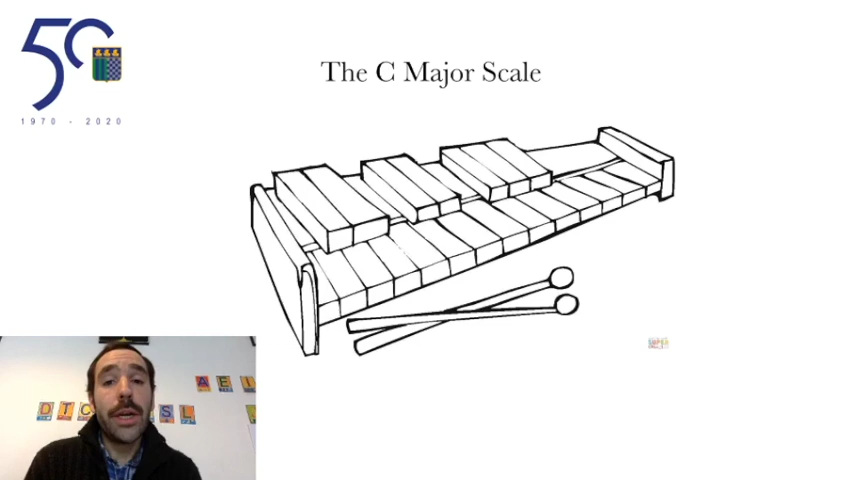 50
1970 - 2020
The C Major Scale
A E I
D T C S L